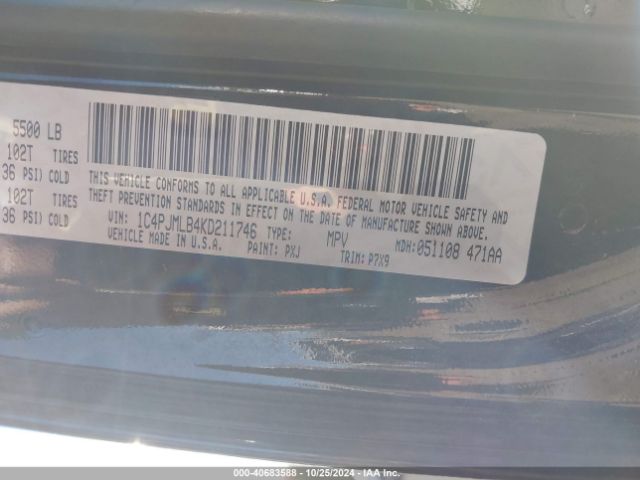 5500 LB
102T TIRES
36 PSI) COLD
102T TIRES
36 PSI) COLD
THIS VEHICLE CONFORMS TO ALL APPLICABLE U.S.A. FEDERAL MOTOR VEHICLE SAFETY AND
THEFT PREVENTION STANDARDS IN EFFECT ON THE DATE OF MANUFACTURE SHOWN ABOVE.
VIN: 1C4PJMLB4KD211746 TYPE: MPV MDH:051108 471AA
VEHICLE MADE IN U.S.A. PAINT: PXJ TRIM: P7X9
000-40683588 - 10/25/2024 - © IAA, Inc.